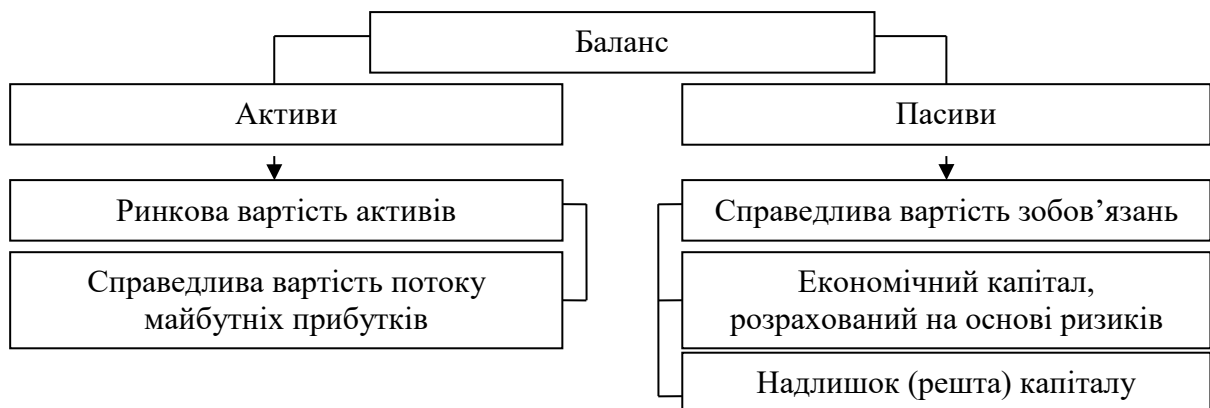 Баланс
Активи
Пасиви
Ринкова вартість активів
Справедлива вартість зобов’язань
Справедлива вартість потоку
майбутніх прибутків
Економічний капітал,
розрахований на основі ризиків
Надлишок (решта) капіталу